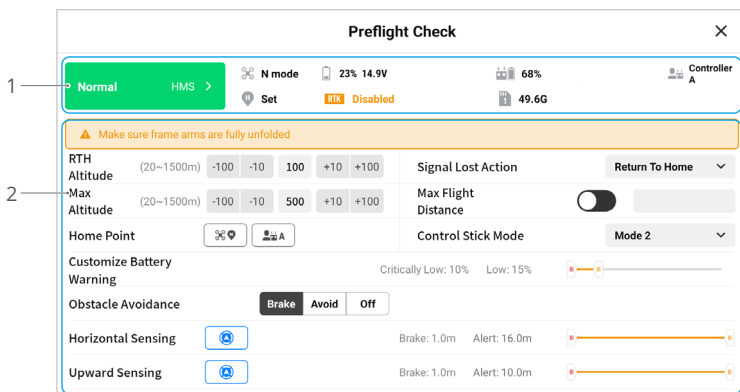 Preflight Check
1
Normal HMS >
N mode 23% 14.9V 68% Controller A
H Set RTK Disabled 1 49.6G
2
Make sure frame arms are fully unfolded
RTH Altitude (20~1500m) -100 -10 100 +10 +100 Signal Lost Action Return To Home
Max Altitude (20~1500m) -100 -10 500 +10 +100 Max Flight Distance
Home Point A Control Stick Mode Mode 2
Customize Battery Warning Critically Low: 10% Low: 15%
Obstacle Avoidance Brake Avoid Off
Horizontal Sensing Brake: 1.0m Alert: 16.0m
Upward Sensing Brake: 1.0m Alert: 10.0m